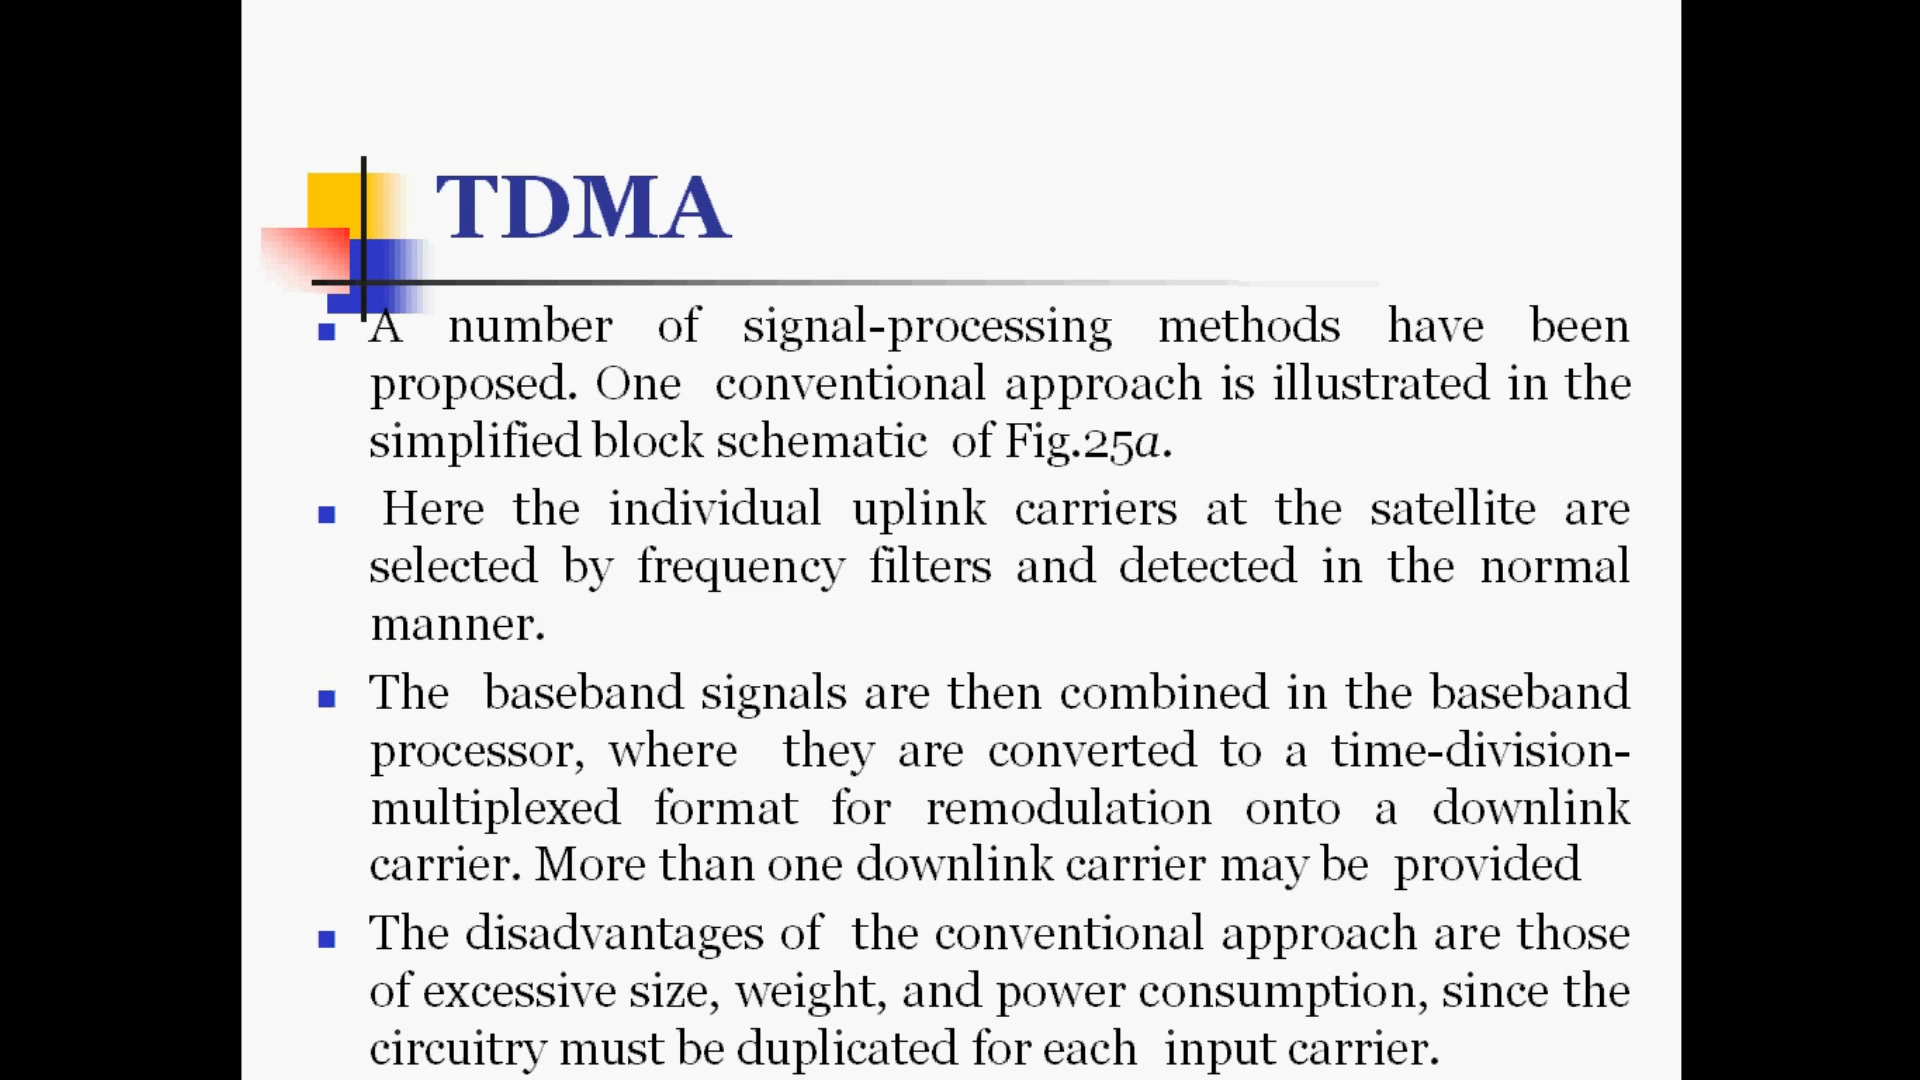 TDMA
A number of signal-processing methods have been
proposed. One conventional approach is illustrated in the
simplified block schematic of Fig.25a.
Here the individual uplink carriers at the satellite are
selected by frequency filters and detected in the normal
manner.
The baseband signals are then combined in the baseband
processor, where they are converted to a time-division-
multiplexed format for remodulation onto a downlink
carrier. More than one downlink carrier may be provided
The disadvantages of the conventional approach are those
of excessive size, weight, and power consumption, since the
circuitry must be duplicated for each input carrier.